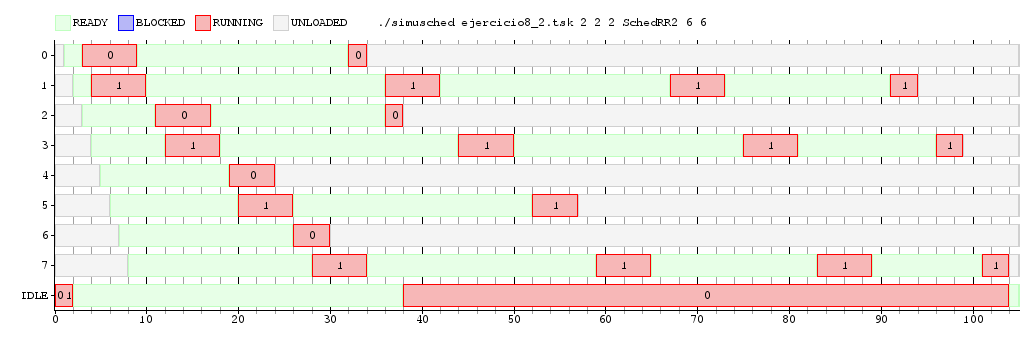 READY BLOCKED RUNNING UNLOADED ./simusched ejercicio8_2.tsk 2 2 2 SchedRR2 6 6
0 0 0
1 1 1 1 1
2 0 0
3 1 1 1 1
4 0
5 1 1
6 0
7 1 1 1 1
IDLE 0 1 0
0 10 20 30 40 50 60 70 80 90 100